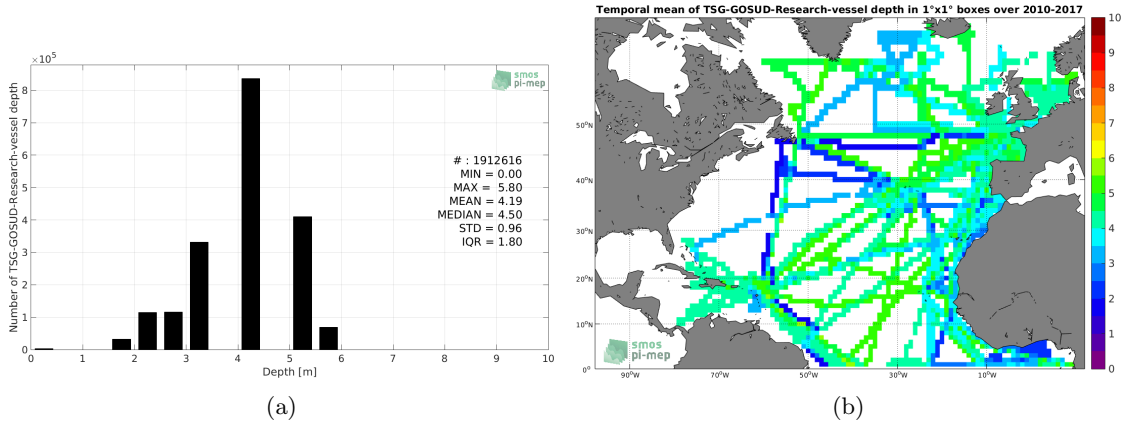 ×10⁵
Number of TSG-GOSUD-Research-vessel depth
8
7
6
5
4
3
2
1
0
smos
pi-mep
# : 1912616
MIN = 0.00
MAX = 5.80
MEAN = 4.19
MEDIAN = 4.50
STD = 0.96
IQR = 1.80
0 1 2 3 4 5 6 7 8 9 10
Depth [m]
(a)
Temporal mean of TSG-GOSUD-Research-vessel depth in 1°x1° boxes over 2010-2017
50°N
40°N
30°N
20°N
10°N
0°
90°W 70°W 50°W 30°W 10°W
smos
pi-mep
10
9
8
7
6
5
4
3
2
1
0
(b)